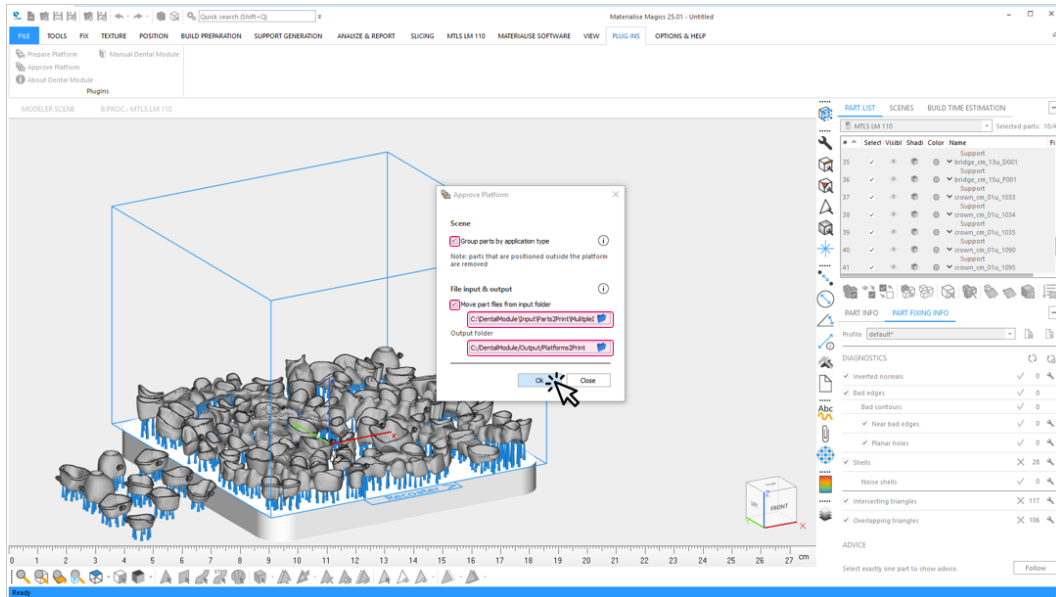 Quick search (Shift+Q)
Materialise Magics 25.01 - Untitled
FILE TOOLS FIX TEXTURE POSITION BUILD PREPARATION SUPPORT GENERATION ANALYZE & REPORT SLICING MTLS LM 110 MATERIALISE SOFTWARE VIEW PLUG INS OPTIONS & HELP
Prepare Platform Manual Dental Module
Approve Platform
About Dental Module
Plugins
MODELER SCENE B.PROC.: MTLS LM 110
PART LIST SCENES BUILD TIME ESTIMATION
MTLS LM 110 Selected parts: 18/4
# Select Visibl Shadi Color Name Fi
Support
35 bridge_cm_15u_D001
Support
36 bridge_cm_15u_F001
Support
37 crown_cm_01u_1033
Support
38 crown_cm_01u_1034
Support
39 crown_cm_01u_1035
Support
40 crown_cm_01u_1090
Support
41 crown_cm_01u_1095
Approve Platform
Scene
Group parts by application type
Note: parts that are positioned outside the platform
are removed
File input & output
Move part files from input folder
C:\DentalModule\Input\Parts2Print\Mulitple
Output folder
C:/DentalModule/Output/Platforms2Print
Ok Close
PART INFO PART FIXING INFO
Profile default*
DIAGNOSTICS
Inverted normals 0
Bad edges 0
Bad contours 0
Near bad edges 0
Planar holes 0
Shells 28
Noise shells 0
Intersecting triangles 117
Overlapping triangles 106
ADVICE
Select exactly one part to show advice. Follow
Abc
Recoater
x
FRONT
Z
X
0 1 2 3 4 5 6 7 8 9 10 11 12 13 14 15 16 17 18 19 20 21 22 23 24 25 26 27 cm
Ready